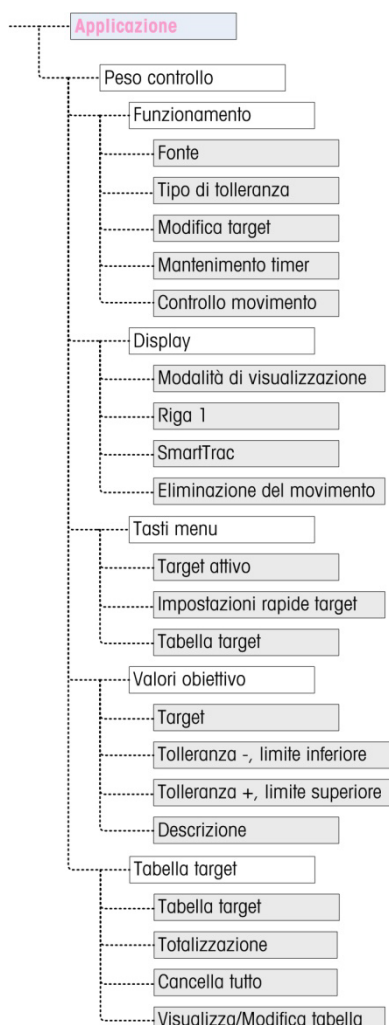 Applicazione
Peso controllo
Funzionamento
Fonte
Tipo di tolleranza
Modifica target
Mantenimento timer
Controllo movimento
Display
Modalità di visualizzazione
Riga 1
SmartTrac
Eliminazione del movimento
Tasti menu
Target attivo
Impostazioni rapide target
Tabella target
Valori obiettivo
Target
Tolleranza -, limite inferiore
Tolleranza +, limite superiore
Descrizione
Tabella target
Tabella target
Totalizzazione
Cancella tutto
Visualizza/Modifica tabella